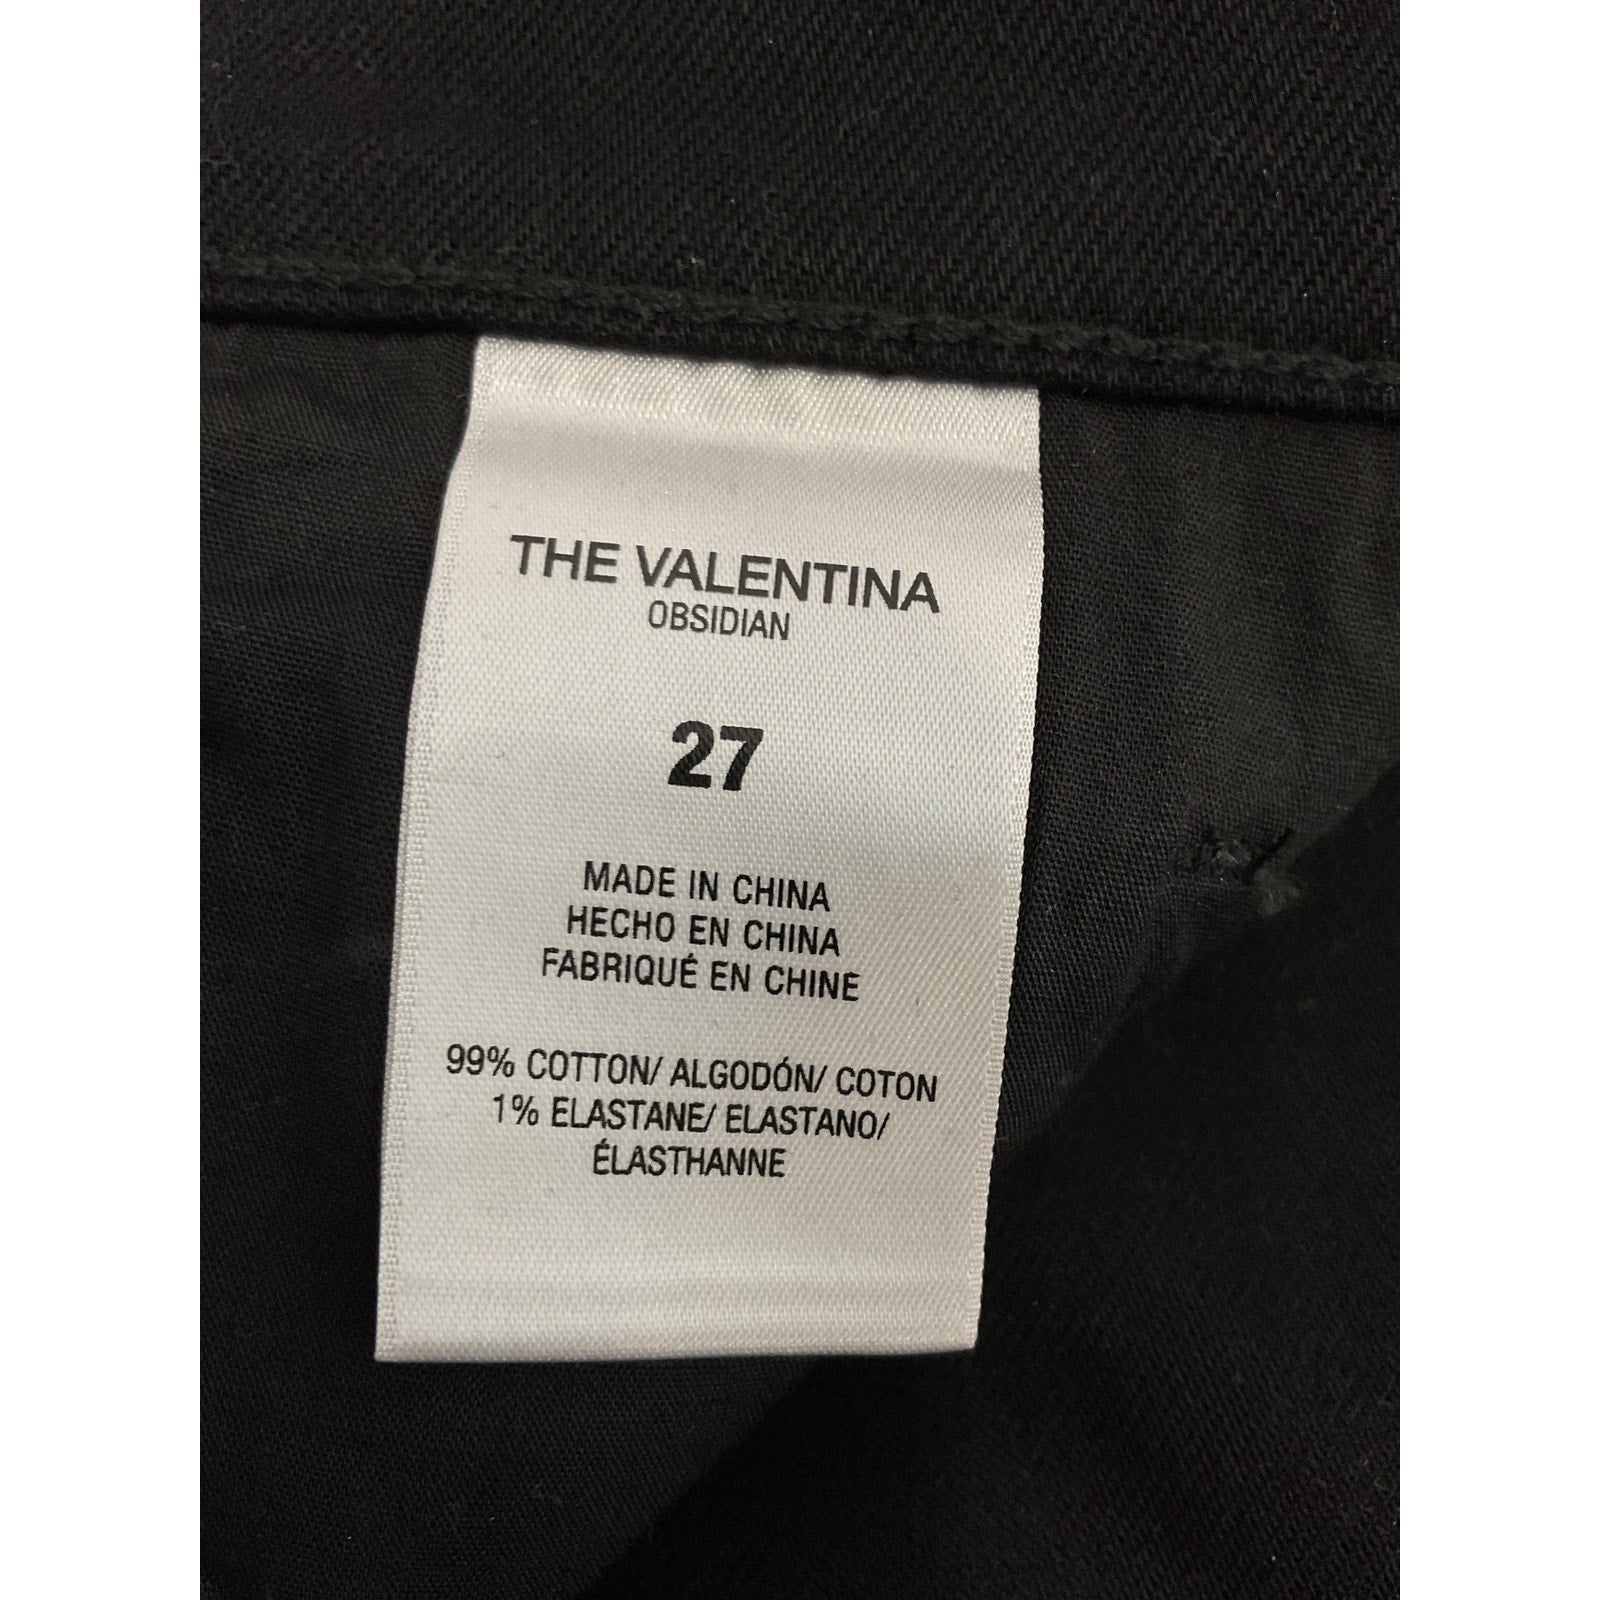 THE VALENTINA
OBSIDIAN
27
MADE IN CHINA
HECHO EN CHINA
FABRIQUÉ EN CHINE
99% COTTON/ ALGODÓN/ COTON
1% ELASTANE/ ELASTANO/
ÉLASTHANNE